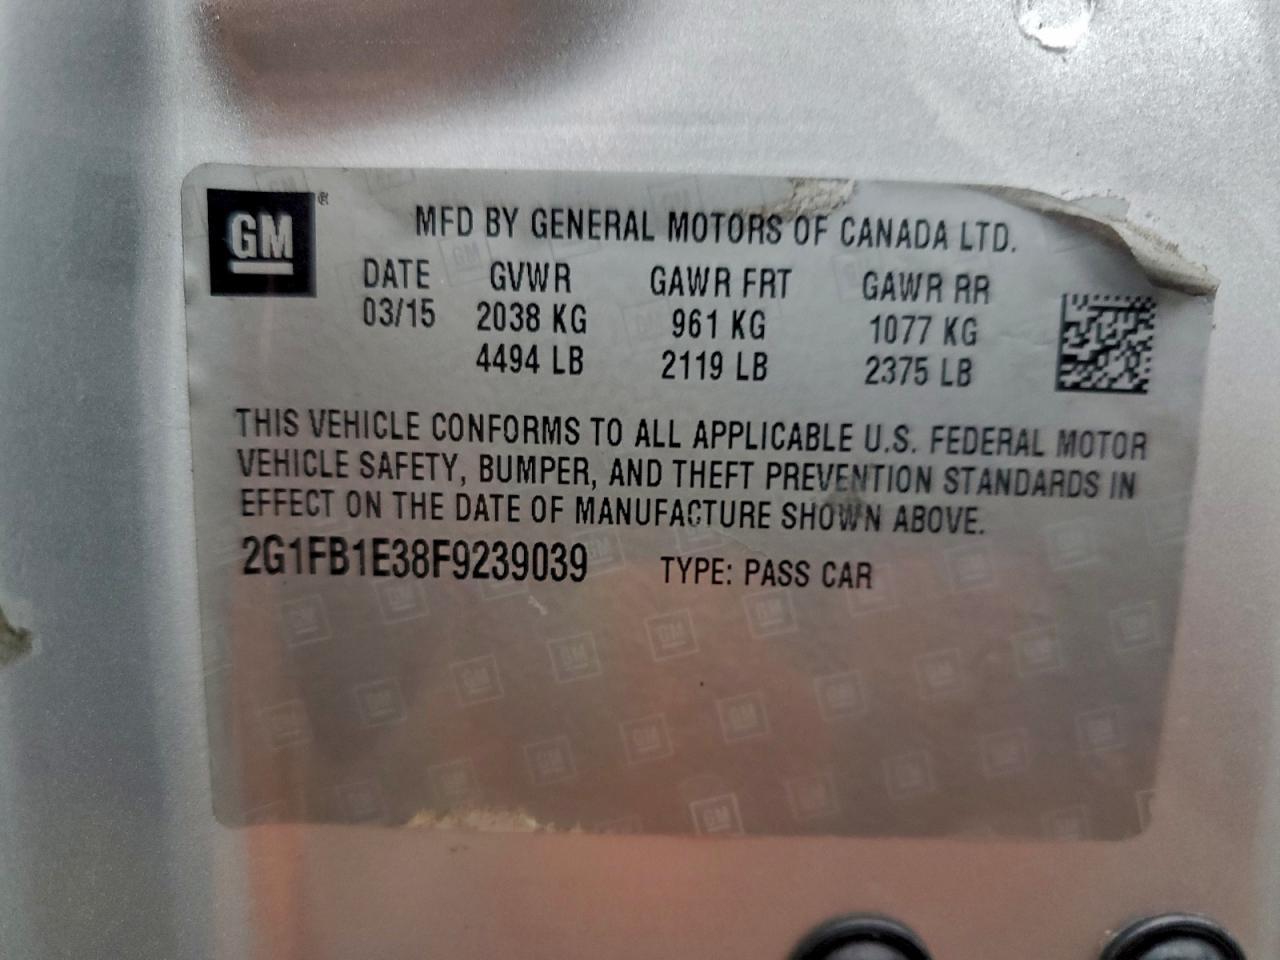 GM®
MFD BY GENERAL MOTORS OF CANADA LTD.
DATE GVWR GAWR FRT GAWR RR
03/15 2038 KG 961 KG 1077 KG
4494 LB 2119 LB 2375 LB
THIS VEHICLE CONFORMS TO ALL APPLICABLE U.S. FEDERAL MOTOR
VEHICLE SAFETY, BUMPER, AND THEFT PREVENTION STANDARDS IN
EFFECT ON THE DATE OF MANUFACTURE SHOWN ABOVE.
2G1FB1E38F9239039 TYPE: PASS CAR